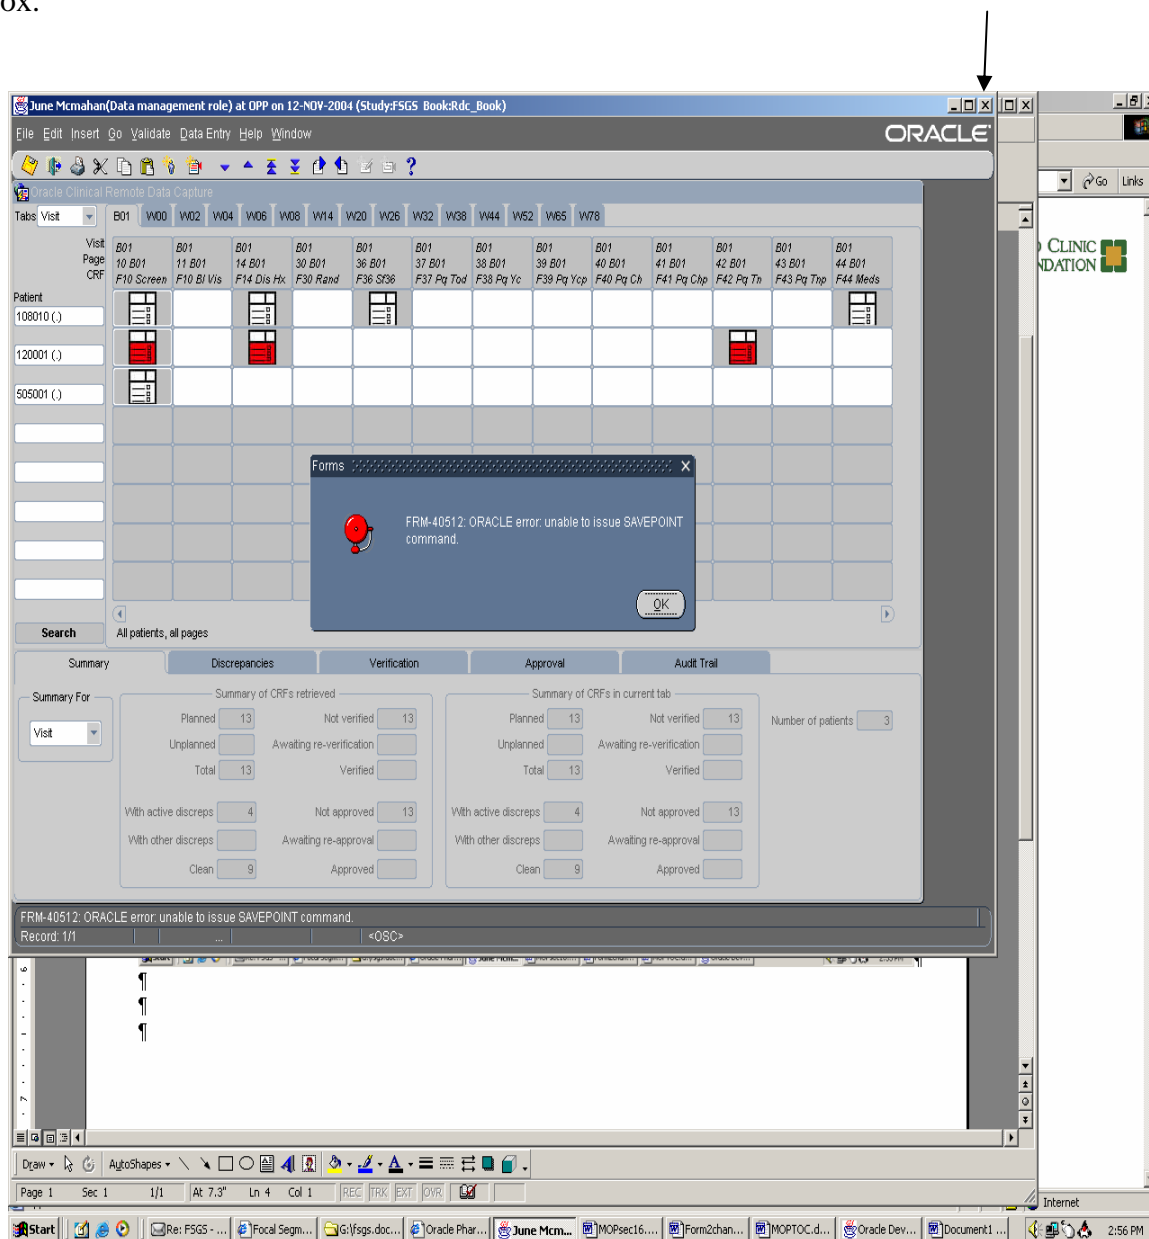 ox.
June Mcmahan(Data management role) at OPP on 12-NOV-2004 (Study:FSGS Book:Rdc_Book)
File Edit Insert Go Validate Data Entry Help Window
ORACLE
Go Links
Oracle Clinical Remote Data Capture
Tabs Visit B01 W00 W02 W04 W06 W08 W14 W20 W26 W32 W38 W44 W52 W65 W78
CLINIC
NDATION
Visit B01 B01 B01 B01 B01 B01 B01 B01 B01 B01 B01 B01 B01
Page 10 B01 11 B01 14 B01 30 B01 36 B01 37 B01 38 B01 39 B01 40 B01 41 B01 42 B01 43 B01 44 B01
CRF F10 Screen F10 Bl Vis F14 Dis Hx F30 Rand F36 Sf36 F37 Pq Tod F38 Pq Yc F39 Pq Ycp F40 Pq Ch F41 Pq Chp F42 Pq Tn F43 Pq Tnp F44 Meds
Patient
108010 (.)
120001 (.)
505001 (.)
Forms
FRM-40512: ORACLE error: unable to issue SAVEPOINT
command.
OK
Search All patients, all pages
Summary Discrepancies Verification Approval Audit Trail
Summary For Summary of CRFs retrieved Summary of CRFs in current tab
Visit
Planned 13 Not verified 13 Planned 13 Not verified 13 Number of patients 3
Unplanned Awaiting re-verification Unplanned Awaiting re-verification
Total 13 Verified Total 13 Verified
With active discreps 4 Not approved 13 With active discreps 4 Not approved 13
With other discreps Awaiting re-approval With other discreps Awaiting re-approval
Clean 9 Approved Clean 9 Approved
FRM-40512: ORACLE error: unable to issue SAVEPOINT command.
Record: 1/1 ... <OSC>
¶
¶
¶
Draw AutoShapes
Page 1 Sec 1 1/1 At 7.3" Ln 4 Col 1 REC TRK EXT OVR
Internet
Start Re: FSGS - ... Focal Segm... G:\fsgs.doc... Oracle Phar... June Mcm... MOPsec16.... Form2chan... MOPTOC.d... Oracle Dev... Document1 ... 2:56 PM